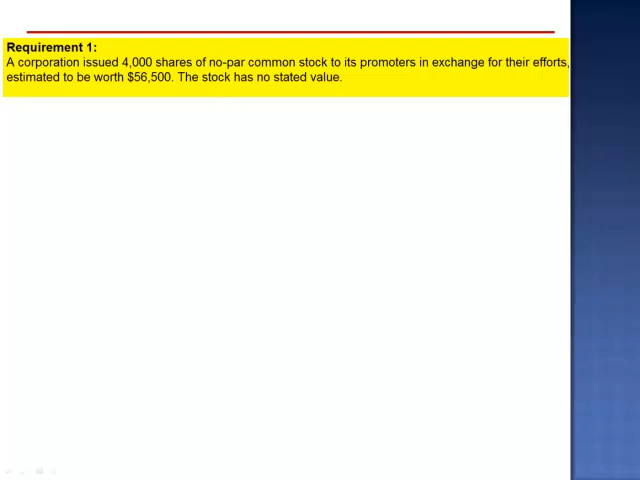 Requirement 1:
A corporation issued 4,000 shares of no-par common stock to its promoters in exchange for their efforts,
estimated to be worth $56,500. The stock has no stated value.